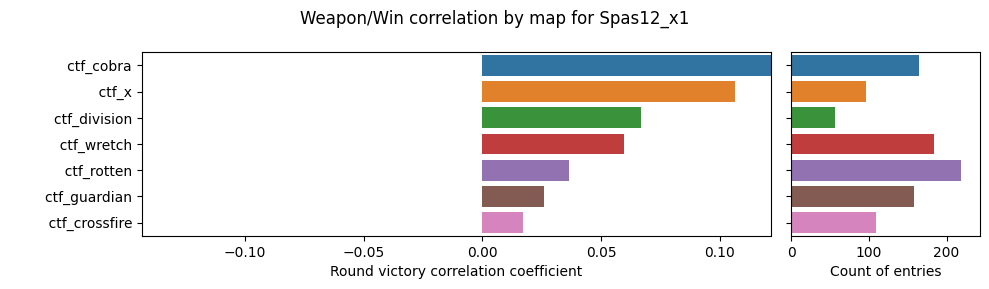 Weapon/Win correlation by map for Spas12_x1
ctf_cobra
ctf_x
ctf_division
ctf_wretch
ctf_rotten
ctf_guardian
ctf_crossfire
−0.10 −0.05 0.00 0.05 0.10
Round victory correlation coefficient
0 100 200
Count of entries